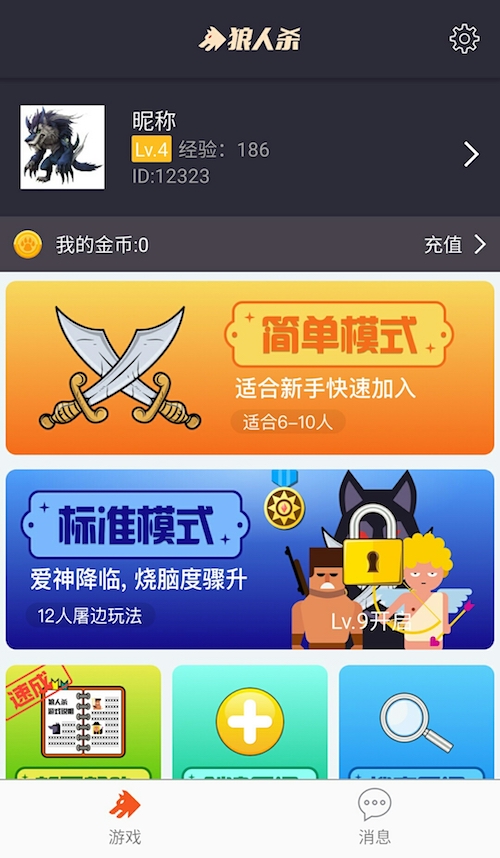 狼人杀
昵称
Lv.4 经验：186
ID:12323
我的金币:0
充值
简单模式
适合新手快速加入
适合6–10人
标准模式
爱神降临, 烧脑度骤升
12人屠边玩法
Lv.9开启
速成
狼人杀
游戏说明
游戏
消息